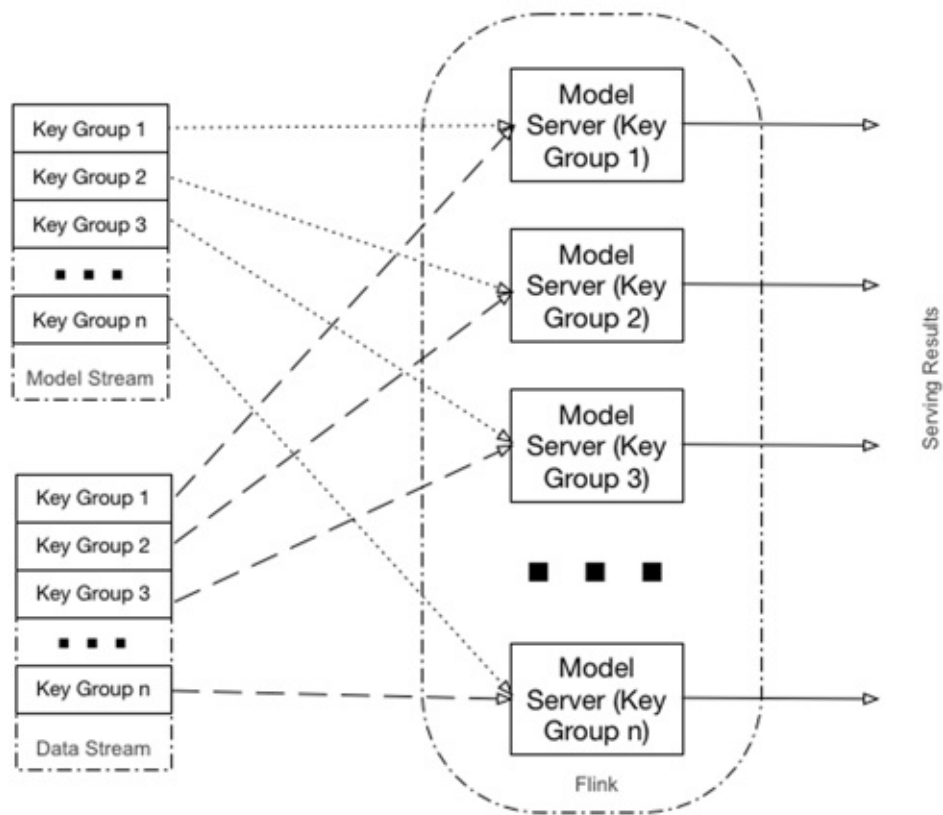 Key Group 1
Key Group 2
Key Group 3
Key Group n
Model Stream
Key Group 1
Key Group 2
Key Group 3
Key Group n
Data Stream
Model
Server (Key
Group 1)
Model
Server (Key
Group 2)
Model
Server (Key
Group 3)
Model
Server (Key
Group n)
Flink
Serving Results